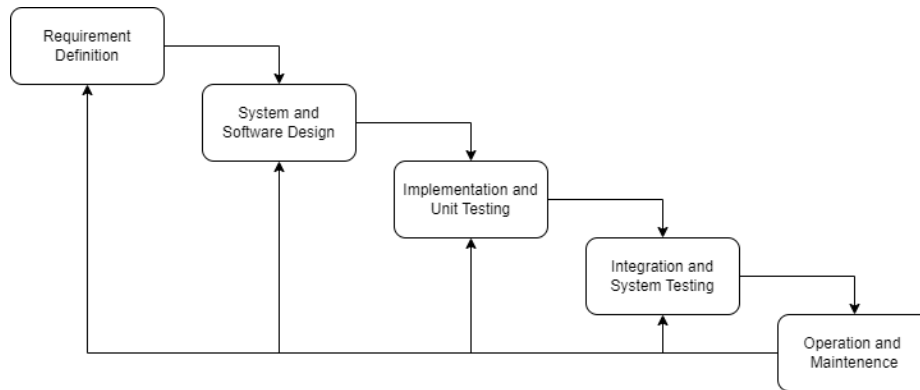 Requirement
Definition
System and
Software Design
Implementation and
Unit Testing
Integration and
System Testing
Operation and
Maintenence